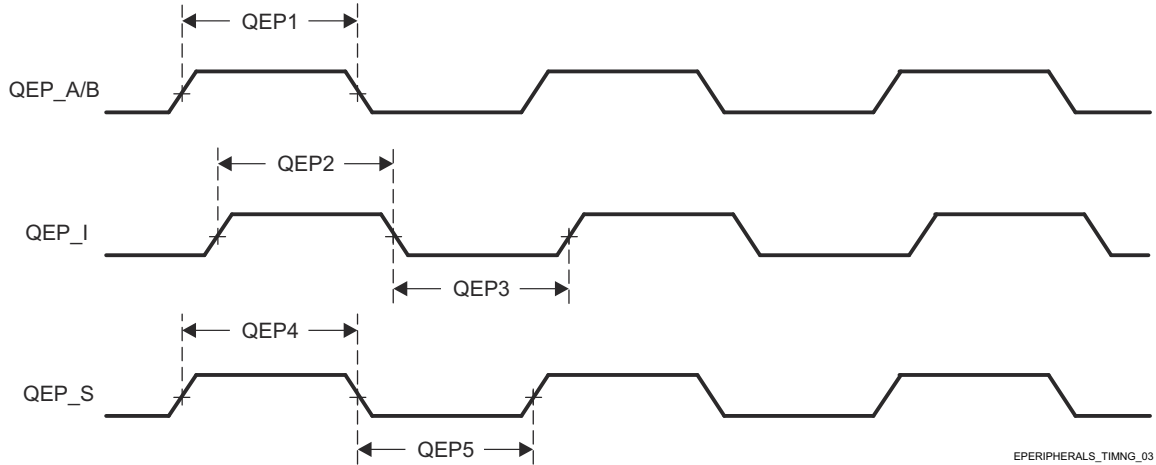 QEP1
QEP_A/B
QEP2
QEP_I
QEP3
QEP4
QEP_S
QEP5
EPERIPHERALS_TIMNG_03